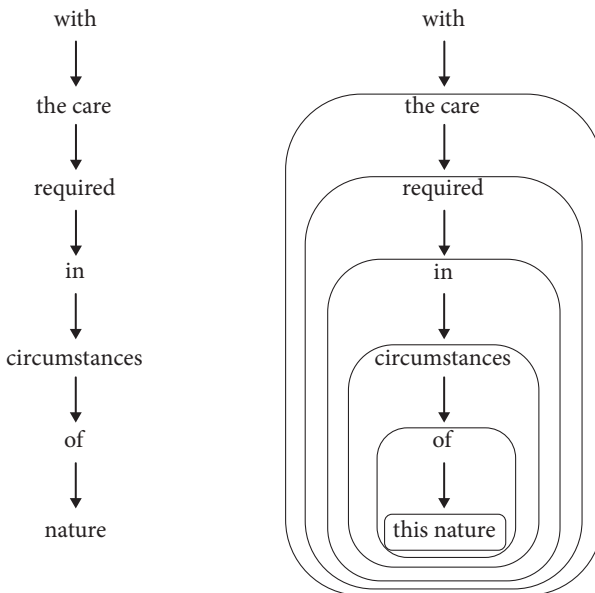 with
the care
required
in
circumstances
of
nature
with
the care
required
in
circumstances
of
this nature